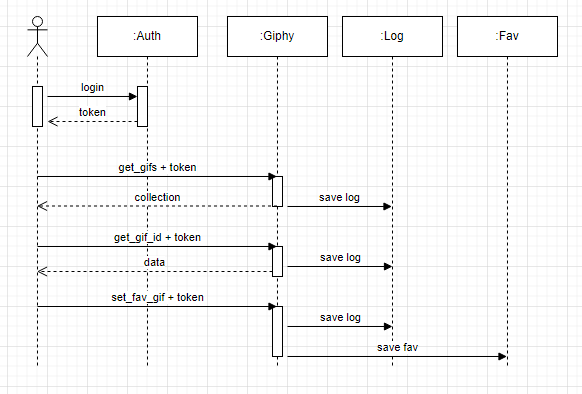 :Auth
:Giphy
:Log
:Fav
login
token
get_gifs + token
collection
save log
get_gif_id + token
save log
data
set_fav_gif + token
save log
save fav